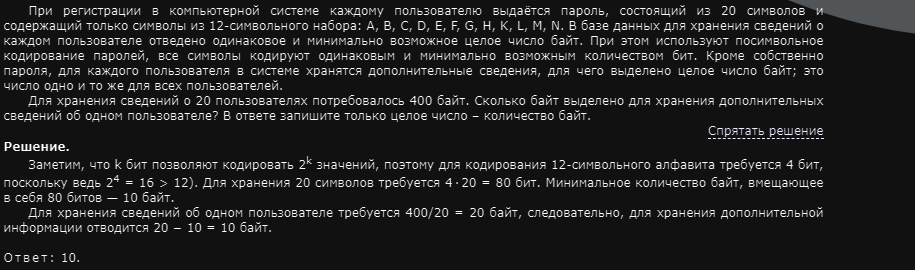 При регистрации в компьютерной системе каждому пользователю выдаётся пароль, состоящий из 20 символов и
содержащий только символы из 12-символьного набора: A, B, C, D, E, F, G, H, K, L, M, N. В базе данных для хранения сведений о
каждом пользователе отведено одинаковое и минимально возможное целое число байт. При этом используют посимвольное
кодирование паролей, все символы кодируют одинаковым и минимально возможным количеством бит. Кроме собственно
пароля, для каждого пользователя в системе хранятся дополнительные сведения, для чего выделено целое число байт; это
число одно и то же для всех пользователей.
Для хранения сведений о 20 пользователях потребовалось 400 байт. Сколько байт выделено для хранения дополнительных
сведений об одном пользователе? В ответе запишите только целое число – количество байт.
Спрятать решение
Решение.
Заметим, что k бит позволяют кодировать 2^k значений, поэтому для кодирования 12-символьного алфавита требуется 4 бит,
поскольку ведь 2^4 = 16 > 12). Для хранения 20 символов требуется 4 · 20 = 80 бит. Минимальное количество байт, вмещающее
в себя 80 битов — 10 байт.
Для хранения сведений об одном пользователе требуется 400/20 = 20 байт, следовательно, для хранения дополнительной
информации отводится 20 − 10 = 10 байт.
Ответ: 10.